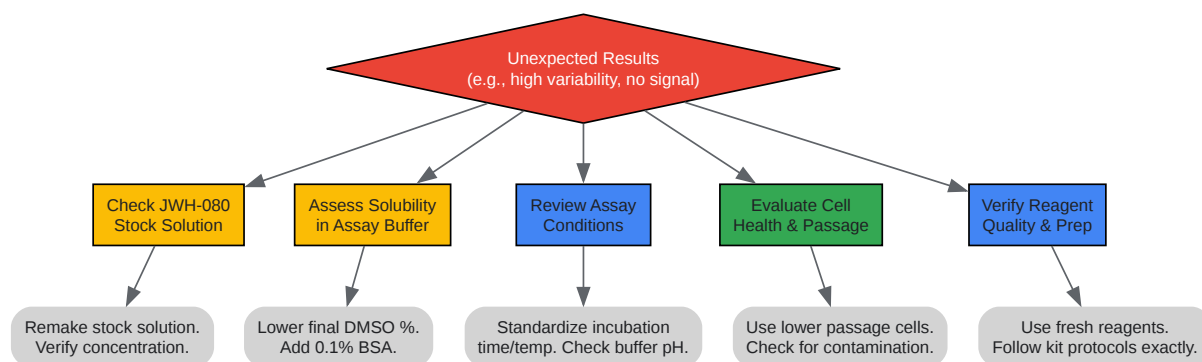 Unexpected Results
(e.g., high variability, no signal)
Check JWH-080
Stock Solution
Assess Solubility
in Assay Buffer
Review Assay
Conditions
Evaluate Cell
Health & Passage
Verify Reagent
Quality & Prep
Remake stock solution.
Verify concentration.
Lower final DMSO %.
Add 0.1% BSA.
Standardize incubation
time/temp. Check buffer pH.
Use lower passage cells.
Check for contamination.
Use fresh reagents.
Follow kit protocols exactly.